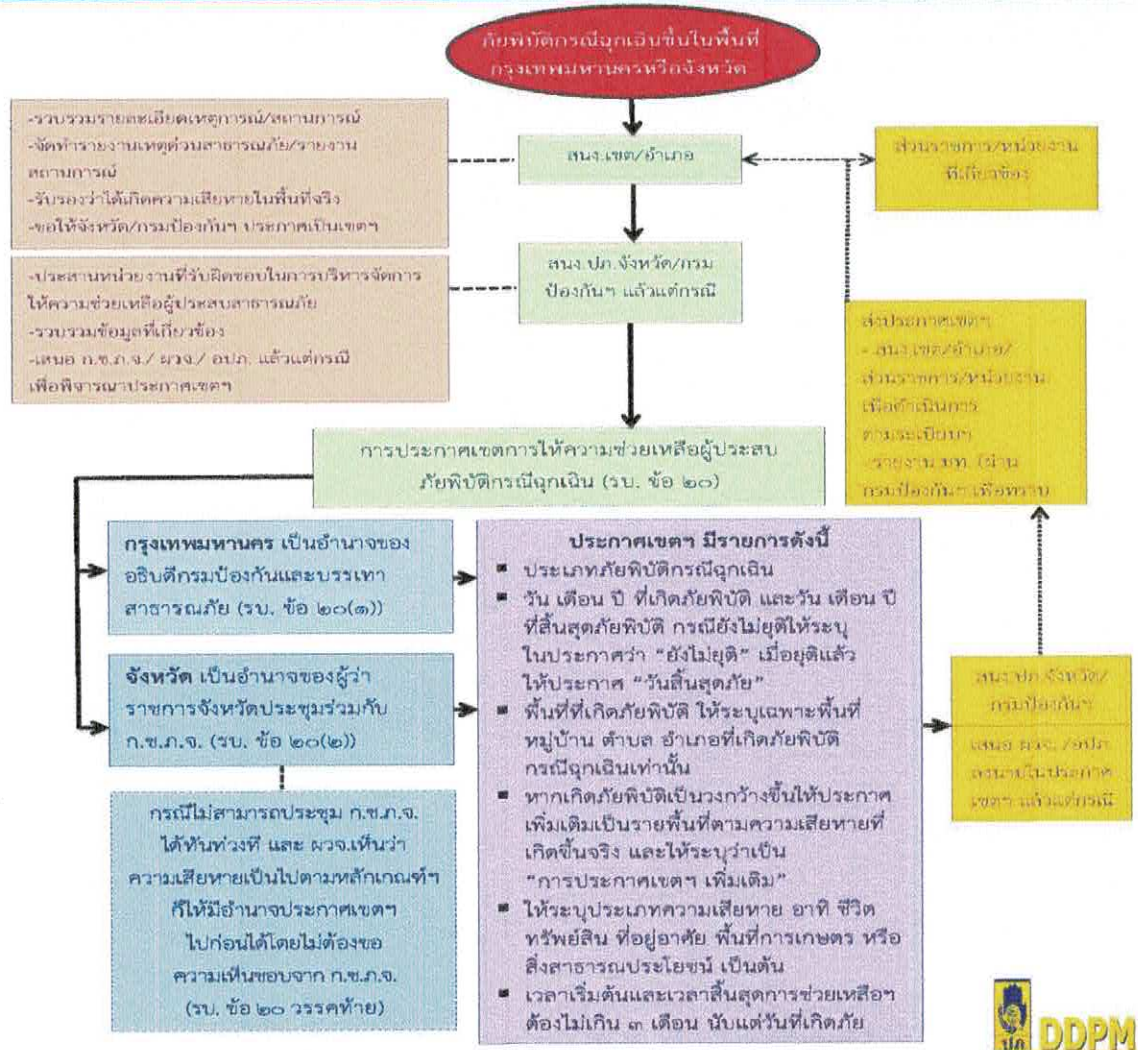 ภัยพิบัติกรณีฉุกเฉินขึ้นในพื้นที่
กรุงเทพมหานครหรือจังหวัด
-รวบรวมรายละเอียดเหตุการณ์/สถานการณ์
-จัดทำรายงานเหตุด่วนสาธารณภัย/รายงาน
สถานการณ์
-รับรองว่าได้เกิดความเสียหายในพื้นที่จริง
-ขอให้จังหวัด/กรมป้องกันฯ ประกาศเป็นเขตฯ
สนง.เขต/อำเภอ
ส่วนราชการ/หน่วยงาน
ที่เกี่ยวข้อง
-ประสานหน่วยงานที่รับผิดชอบในการบริหารจัดการ
ให้ความช่วยเหลือผู้ประสบสาธารณภัย
-รวบรวมข้อมูลที่เกี่ยวข้อง
-เสนอ ก.ช.ภ.จ./ ผวจ./ อปภ. แล้วแต่กรณี
เพื่อพิจารณาประกาศเขตฯ
สนง.ปภ.จังหวัด/กรม
ป้องกันฯ แล้วแต่กรณี
ส่งประกาศเขตฯ
- สนง.เขต/อำเภอ/
ส่วนราชการ/หน่วยงาน
เพื่อดำเนินการ
ตามระเบียบฯ
-รายงาน มท. (ผ่าน
กรมป้องกันฯ เพื่อทราบ
การประกาศเขตการให้ความช่วยเหลือผู้ประสบ
ภัยพิบัติกรณีฉุกเฉิน (รบ. ข้อ ๒๐)
กรุงเทพมหานคร เป็นอำนาจของ
อธิบดีกรมป้องกันและบรรเทา
สาธารณภัย (รบ. ข้อ ๒๐(๑))
จังหวัด เป็นอำนาจของผู้ว่า
ราชการจังหวัดประชุมร่วมกับ
ก.ช.ภ.จ. (รบ. ข้อ ๒๐(๒))
กรณีไม่สามารถประชุม ก.ช.ภ.จ.
ได้ทันท่วงที และ ผวจ.เห็นว่า
ความเสียหายเป็นไปตามหลักเกณฑ์ฯ
ก็ให้มีอำนาจประกาศเขตฯ
ไปก่อนได้โดยไม่ต้องขอ
ความเห็นชอบจาก ก.ช.ภ.จ.
(รบ. ข้อ ๒๐ วรรคท้าย)
ประกาศเขตฯ มีรายการดังนี้
▪ ประเภทภัยพิบัติกรณีฉุกเฉิน
▪ วัน เดือน ปี ที่เกิดภัยพิบัติ และวัน เดือน ปี
ที่สิ้นสุดภัยพิบัติ กรณียังไม่ยุติให้ระบุ
ในประกาศว่า "ยังไม่ยุติ" เมื่อยุติแล้ว
ให้ประกาศ "วันสิ้นสุดภัย"
▪ พื้นที่ที่เกิดภัยพิบัติ ให้ระบุเฉพาะพื้นที่
หมู่บ้าน ตำบล อำเภอที่เกิดภัยพิบัติ
กรณีฉุกเฉินเท่านั้น
▪ หากเกิดภัยพิบัติเป็นวงกว้างขึ้นให้ประกาศ
เพิ่มเติมเป็นรายพื้นที่ตามความเสียหายที่
เกิดขึ้นจริง และให้ระบุว่าเป็น
"การประกาศเขตฯ เพิ่มเติม"
▪ ให้ระบุประเภทความเสียหาย อาทิ ชีวิต
ทรัพย์สิน ที่อยู่อาศัย พื้นที่การเกษตร หรือ
สิ่งสาธารณประโยชน์ เป็นต้น
▪ เวลาเริ่มต้นและเวลาสิ้นสุดการช่วยเหลือฯ
ต้องไม่เกิน ๓ เดือน นับแต่วันที่เกิดภัย
สนง.ปภ.จังหวัด/
กรมป้องกันฯ
เสนอ ผวจ. /อปภ.
ลงนามในประกาศ
เขตฯ แล้วแต่กรณี
ปภ
DDPM